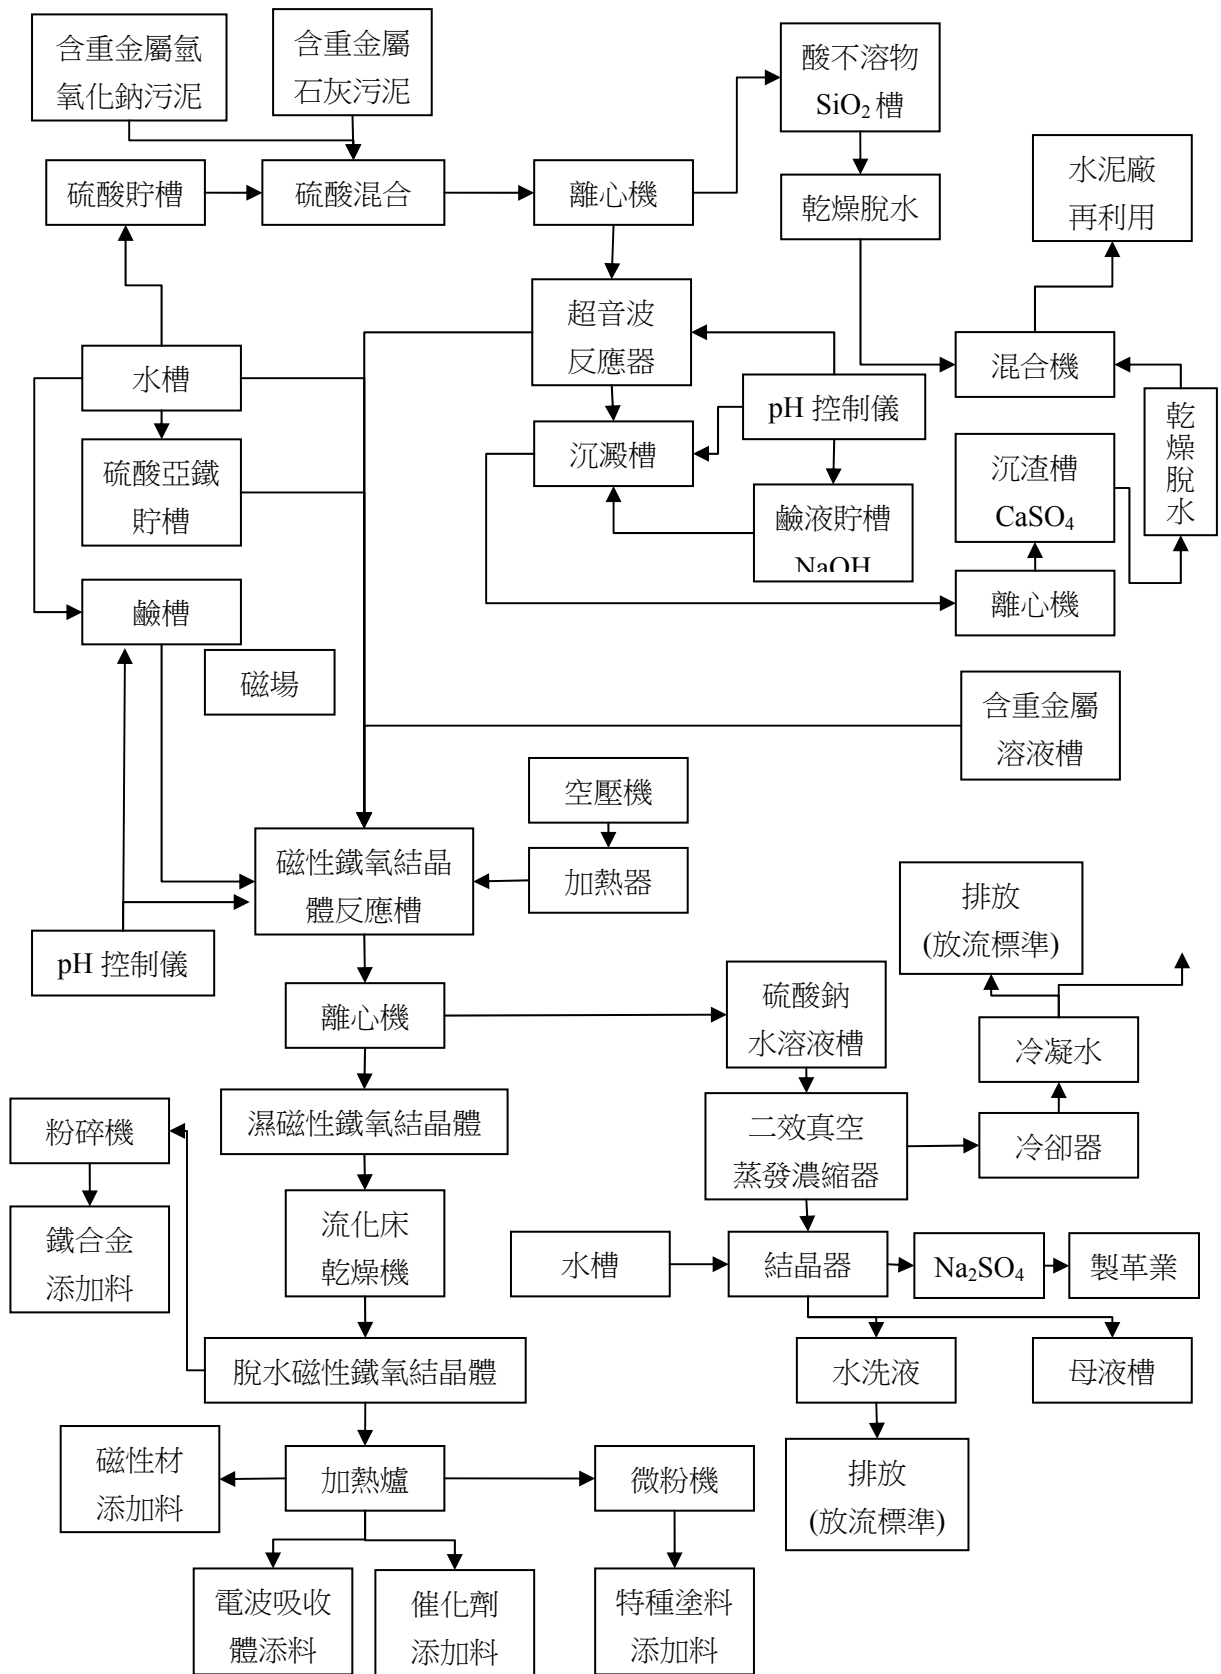 含重金屬氫
氧化鈉污泥
含重金屬
石灰污泥
酸不溶物
SiO₂ 槽
水泥廠
再利用
硫酸貯槽
硫酸混合
離心機
乾燥脫水
超音波
反應器
水槽
混合機
pH 控制儀
乾
燥
脫
水
沉澱槽
沉渣槽
CaSO₄
硫酸亞鐵
貯槽
鹼液貯槽
NaOH
離心機
鹼槽
磁場
含重金屬
溶液槽
空壓機
磁性鐵氧結晶
體反應槽
加熱器
排放
(放流標準)
pH 控制儀
離心機
硫酸鈉
水溶液槽
冷凝水
濕磁性鐵氧結晶體
粉碎機
二效真空
蒸發濃縮器
冷卻器
流化床
乾燥機
鐵合金
添加料
水槽
結晶器
Na₂SO₄
製革業
脫水磁性鐵氧結晶體
水洗液
母液槽
磁性材
添加料
加熱爐
微粉機
排放
(放流標準)
電波吸收
體添料
催化劑
添加料
特種塗料
添加料